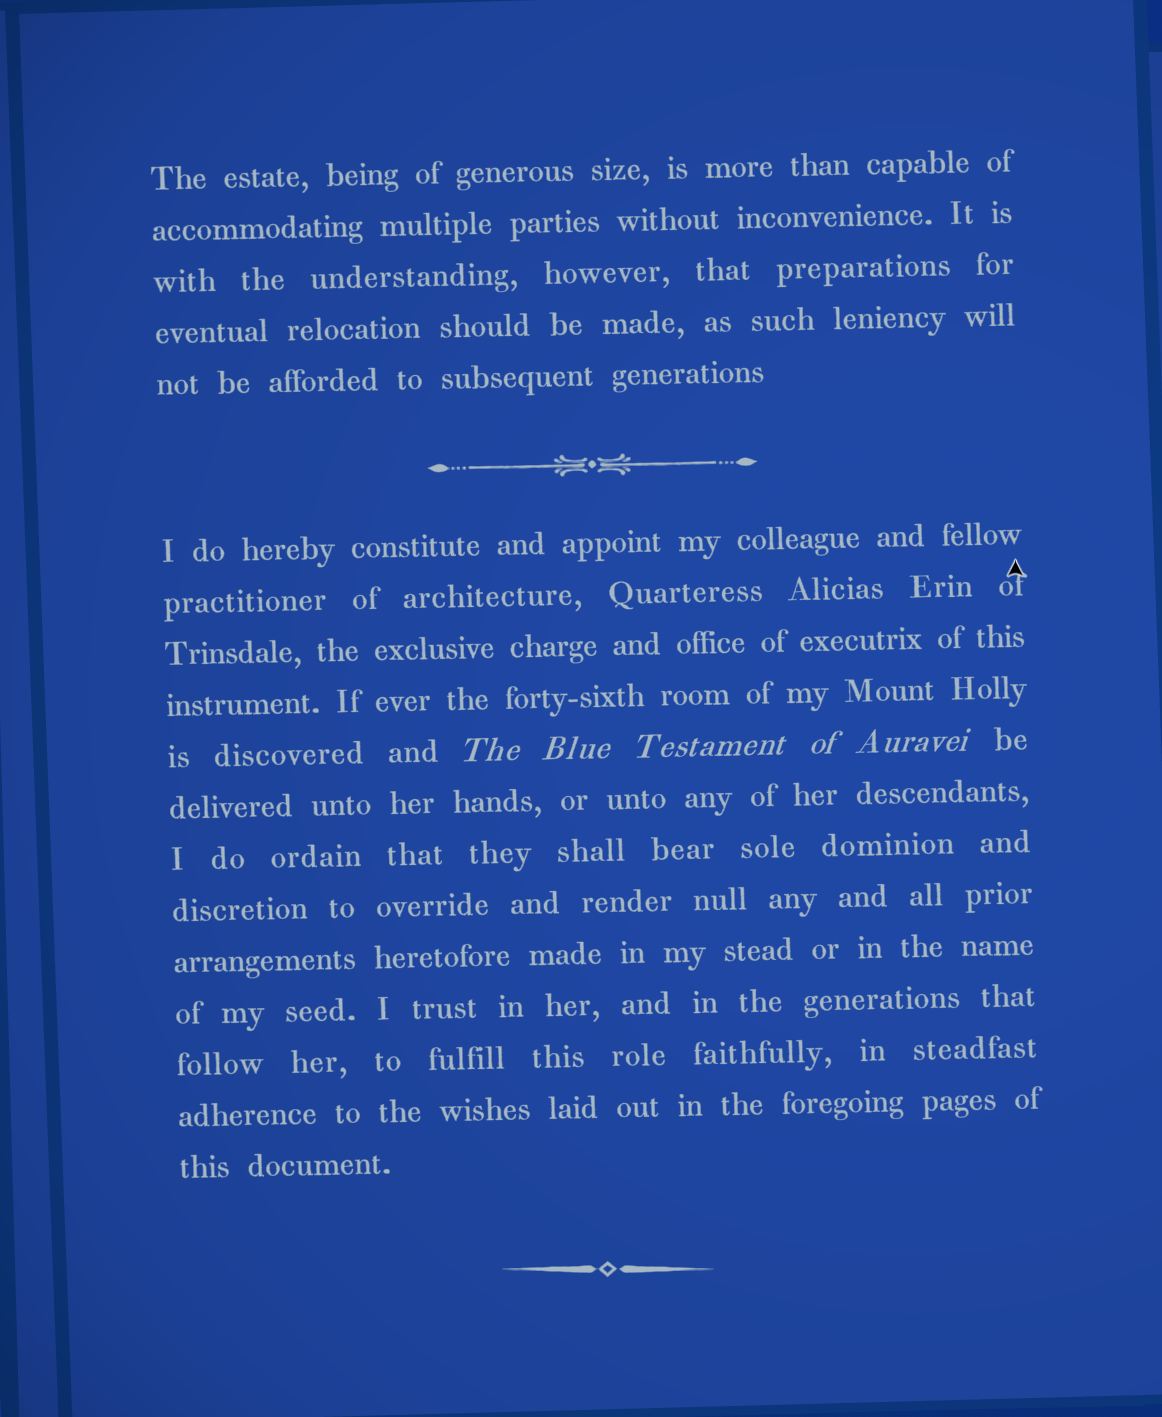 The estate, being of generous size, is more than capable of
accommodating multiple parties without inconvenience. It is
with the understanding, however, that preparations for
eventual relocation should be made, as such leniency will
not be afforded to subsequent generations
I do hereby constitute and appoint my colleague and fellow
practitioner of architecture, Quarteress Alicias Erin of
Trinsdale, the exclusive charge and office of executrix of this
instrument. If ever the forty-sixth room of my Mount Holly
is discovered and The Blue Testament of Auravei be
delivered unto her hands, or unto any of her descendants,
I do ordain that they shall bear sole dominion and
discretion to override and render null any and all prior
arrangements heretofore made in my stead or in the name
of my seed. I trust in her, and in the generations that
follow her, to fulfill this role faithfully, in steadfast
adherence to the wishes laid out in the foregoing pages of
this document.